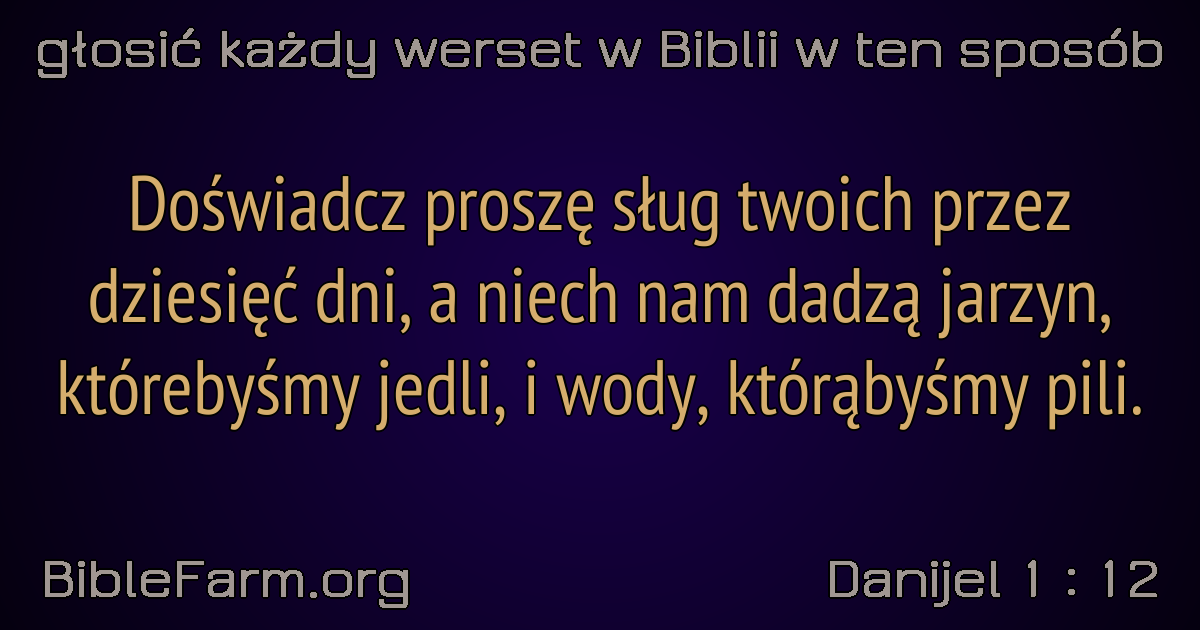 głosić każdy werset w Biblii w ten sposób
Doświadcz proszę sług twoich przez
dziesięć dni, a niech nam dadzą jarzyn,
którebyśmy jedli, i wody, którąbyśmy pili.
BibleFarm.org
Danijel 1 : 12